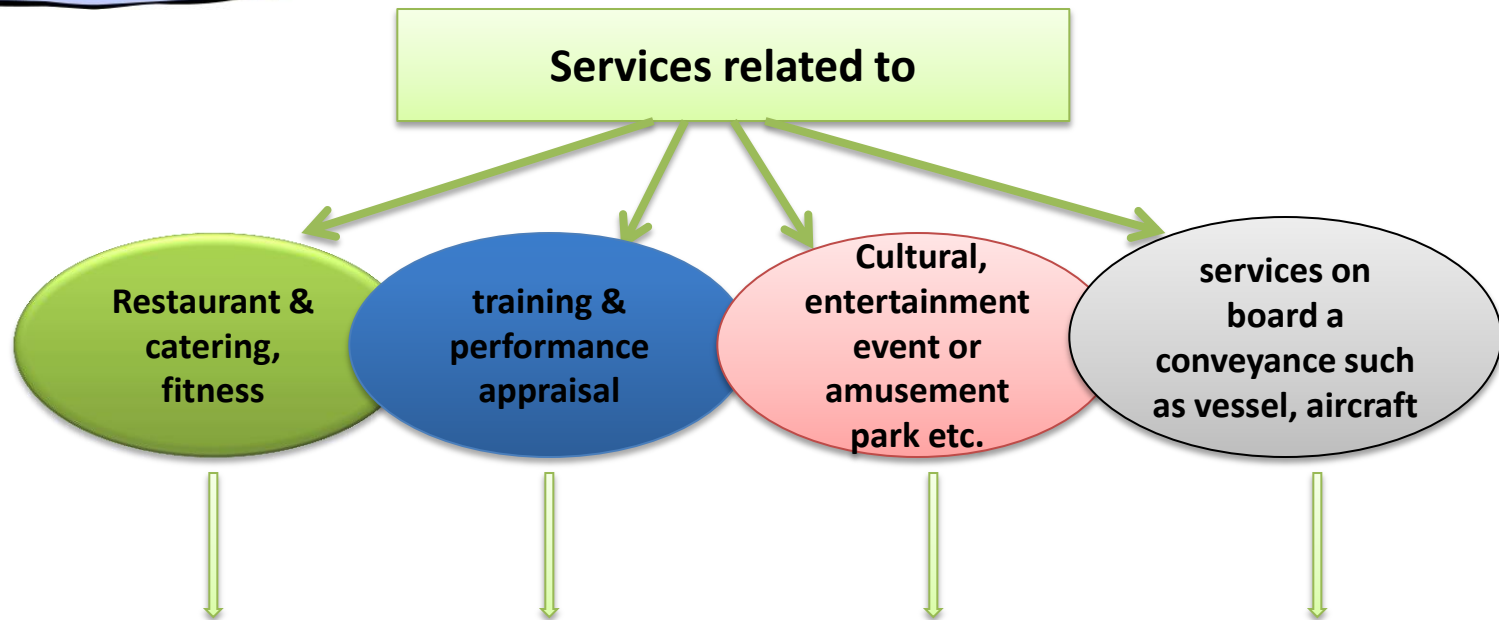 Services related to
Restaurant &
catering,
fitness
training &
performance
appraisal
Cultural,
entertainment
event or
amusement
park etc.
services on
board a
conveyance such
as vessel, aircraft